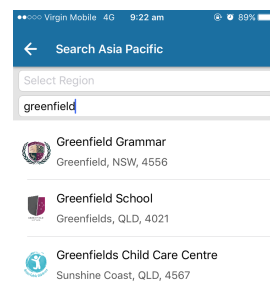 Virgin Mobile 4G 9:22 am 89%
Search Asia Pacific
Select Region
greenfield
Greenfield Grammar
Greenfield, NSW, 4556
Greenfield School
Greenfields, QLD, 4021
Greenfields Child Care Centre
Sunshine Coast, QLD, 4567